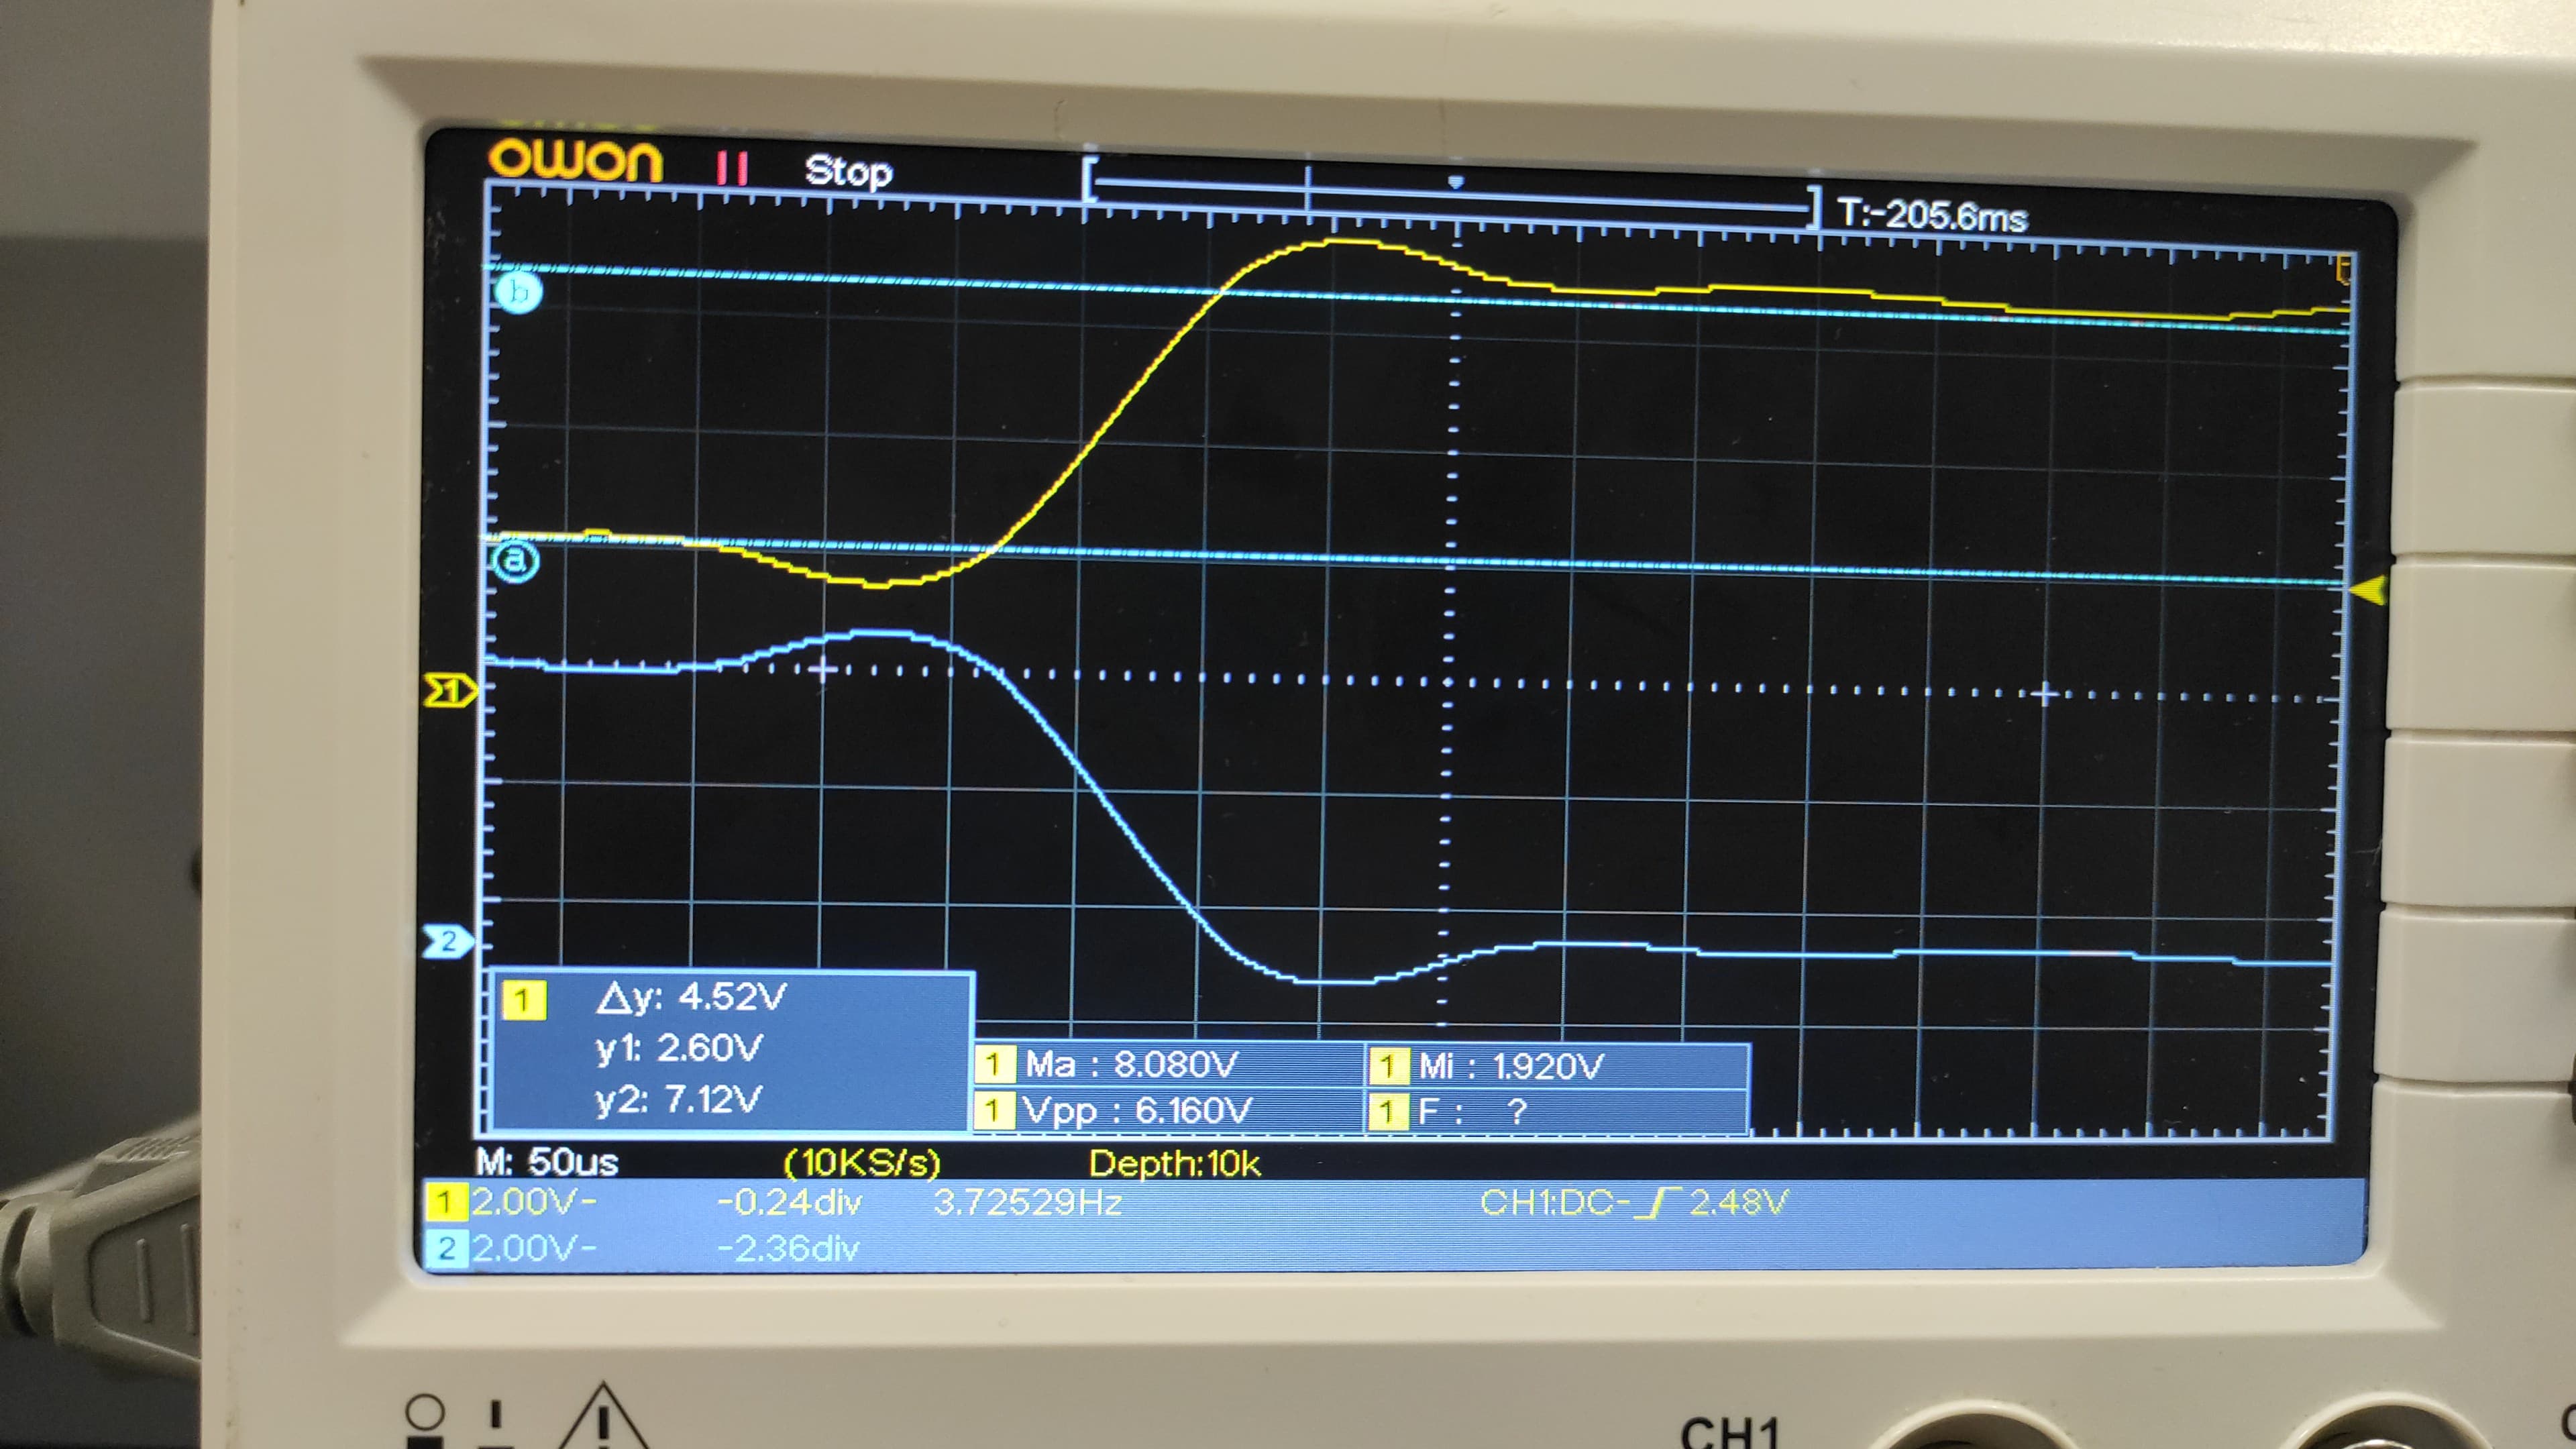 OWON Stop T:-205.6ms
b
a
1
2
1 Δy: 4.52V
y1: 2.60V
y2: 7.12V
1 Ma : 8.080V 1 Mi : 1.920V
1 Vpp : 6.160V 1 F : ?
M: 50us (10KS/s) Depth:10k
1 2.00V- -0.24div 3.72529Hz CH1:DC- 2.48V
2 2.00V- -2.36div
CH1